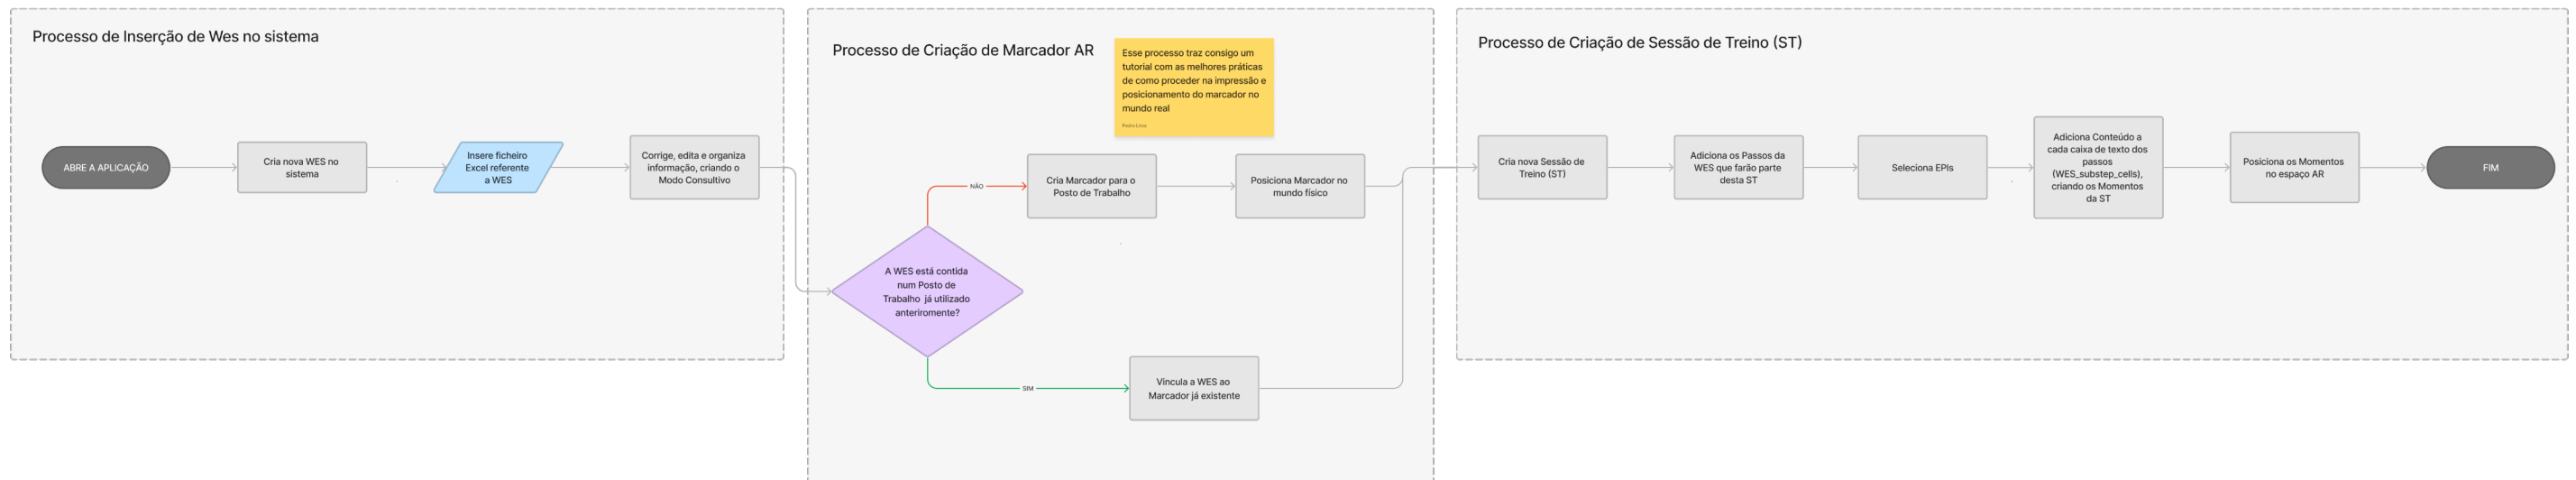 Processo de Inserção de Wes no sistema
ABRE A APLICAÇÃO
Cria nova WES no
sistema
Insere ficheiro
Excel referente
a WES
Corrige, edita e organiza
informação, criando o
Modo Consultivo
Processo de Criação de Marcador AR
Esse processo traz consigo um
tutorial com as melhores práticas
de como proceder na impressão e
posicionamento do marcador no
mundo real
Pedro Lima
A WES está contida
num Posto de
Trabalho já utilizado
anteriromente?
NÃO
Cria Marcador para o
Posto de Trabalho
Posiciona Marcador no
mundo físico
SIM
Vincula a WES ao
Marcador já existente
Processo de Criação de Sessão de Treino (ST)
Cria nova Sessão de
Treino (ST)
Adiciona os Passos da
WES que farão parte
desta ST
Seleciona EPIs
Adiciona Conteúdo a
cada caixa de texto dos
passos
(WES_substep_cells),
criando os Momentos
da ST
Posiciona os Momentos
no espaço AR
FIM